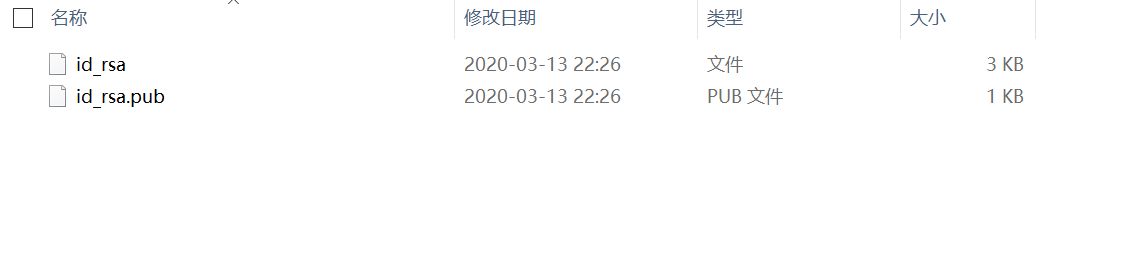 名称 修改日期 类型 大小
id_rsa 2020-03-13 22:26 文件 3 KB
id_rsa.pub 2020-03-13 22:26 PUB 文件 1 KB